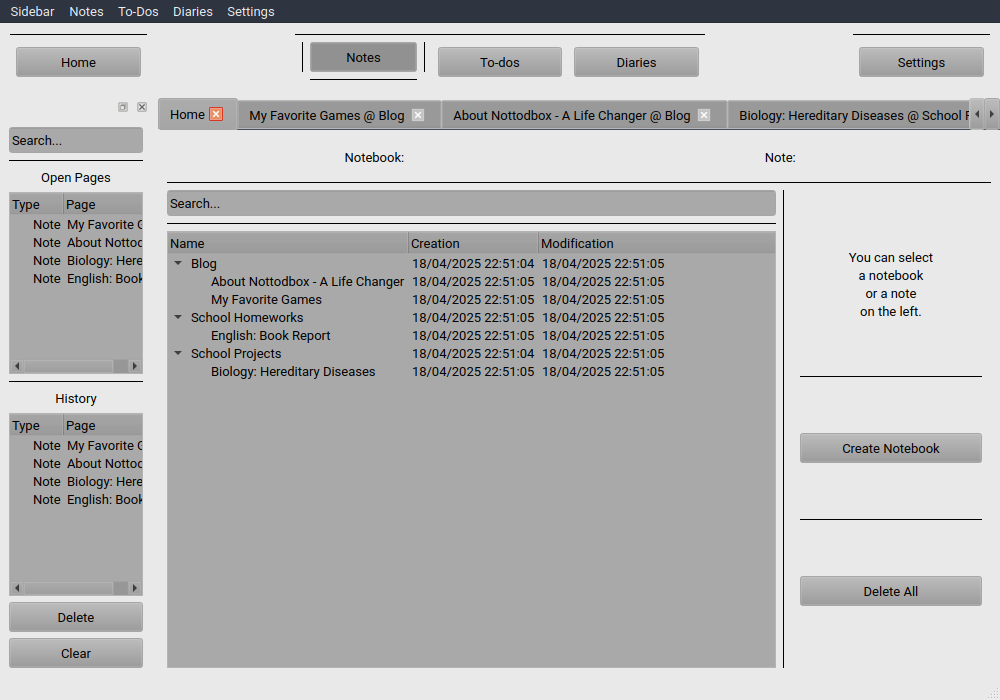 Sidebar Notes To-Dos Diaries Settings
Home Notes To-dos Diaries Settings
Home My Favorite Games @ Blog About Nottodbox - A Life Changer @ Blog Biology: Hereditary Diseases @ School
Search...
Open Pages
Type Page
Note My Favorite
Note About Nottod
Note Biology: Here
Note English: Book
History
Type Page
Note My Favorite
Note About Nottod
Note Biology: Here
Note English: Book
Delete
Clear
Notebook: Note:
Search...
Name Creation Modification
Blog 18/04/2025 22:51:04 18/04/2025 22:51:05
About Nottodbox - A Life Changer 18/04/2025 22:51:05 18/04/2025 22:51:05
My Favorite Games 18/04/2025 22:51:05 18/04/2025 22:51:05
School Homeworks 18/04/2025 22:51:05 18/04/2025 22:51:05
English: Book Report 18/04/2025 22:51:05 18/04/2025 22:51:05
School Projects 18/04/2025 22:51:04 18/04/2025 22:51:05
Biology: Hereditary Diseases 18/04/2025 22:51:05 18/04/2025 22:51:05
You can select
a notebook
or a note
on the left.
Create Notebook
Delete All